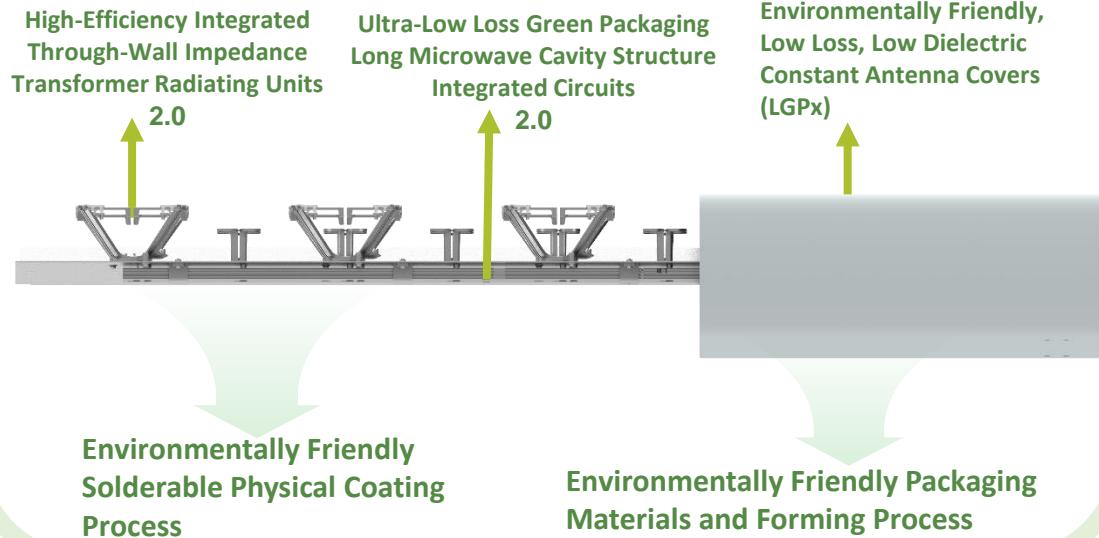 High-Efficiency Integrated
Through-Wall Impedance
Transformer Radiating Units
2.0
Ultra-Low Loss Green Packaging
Long Microwave Cavity Structure
Integrated Circuits
2.0
Environmentally Friendly,
Low Loss, Low Dielectric
Constant Antenna Covers
(LGPx)
Environmentally Friendly
Solderable Physical Coating
Process
Environmentally Friendly Packaging
Materials and Forming Process